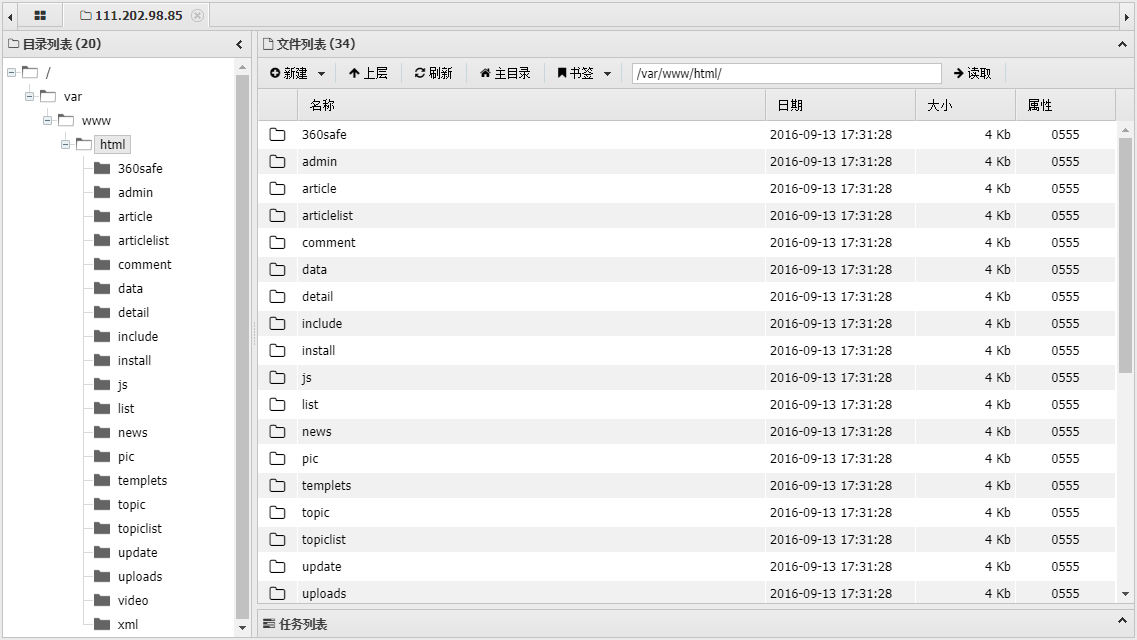 111.202.98.85
目录列表 (20)
/
var
www
html
360safe
admin
article
articlelist
comment
data
detail
include
install
js
list
news
pic
templets
topic
topiclist
update
uploads
video
xml
文件列表 (34)
新建 上层 刷新 主目录 书签 /var/www/html/ 读取
名称 日期 大小 属性
360safe 2016-09-13 17:31:28 4 Kb 0555
admin 2016-09-13 17:31:28 4 Kb 0555
article 2016-09-13 17:31:28 4 Kb 0555
articlelist 2016-09-13 17:31:28 4 Kb 0555
comment 2016-09-13 17:31:28 4 Kb 0555
data 2016-09-13 17:31:28 4 Kb 0555
detail 2016-09-13 17:31:28 4 Kb 0555
include 2016-09-13 17:31:28 4 Kb 0555
install 2016-09-13 17:31:28 4 Kb 0555
js 2016-09-13 17:31:28 4 Kb 0555
list 2016-09-13 17:31:28 4 Kb 0555
news 2016-09-13 17:31:28 4 Kb 0555
pic 2016-09-13 17:31:28 4 Kb 0555
templets 2016-09-13 17:31:28 4 Kb 0555
topic 2016-09-13 17:31:28 4 Kb 0555
topiclist 2016-09-13 17:31:28 4 Kb 0555
update 2016-09-13 17:31:28 4 Kb 0555
uploads 2016-09-13 17:31:28 4 Kb 0555
任务列表